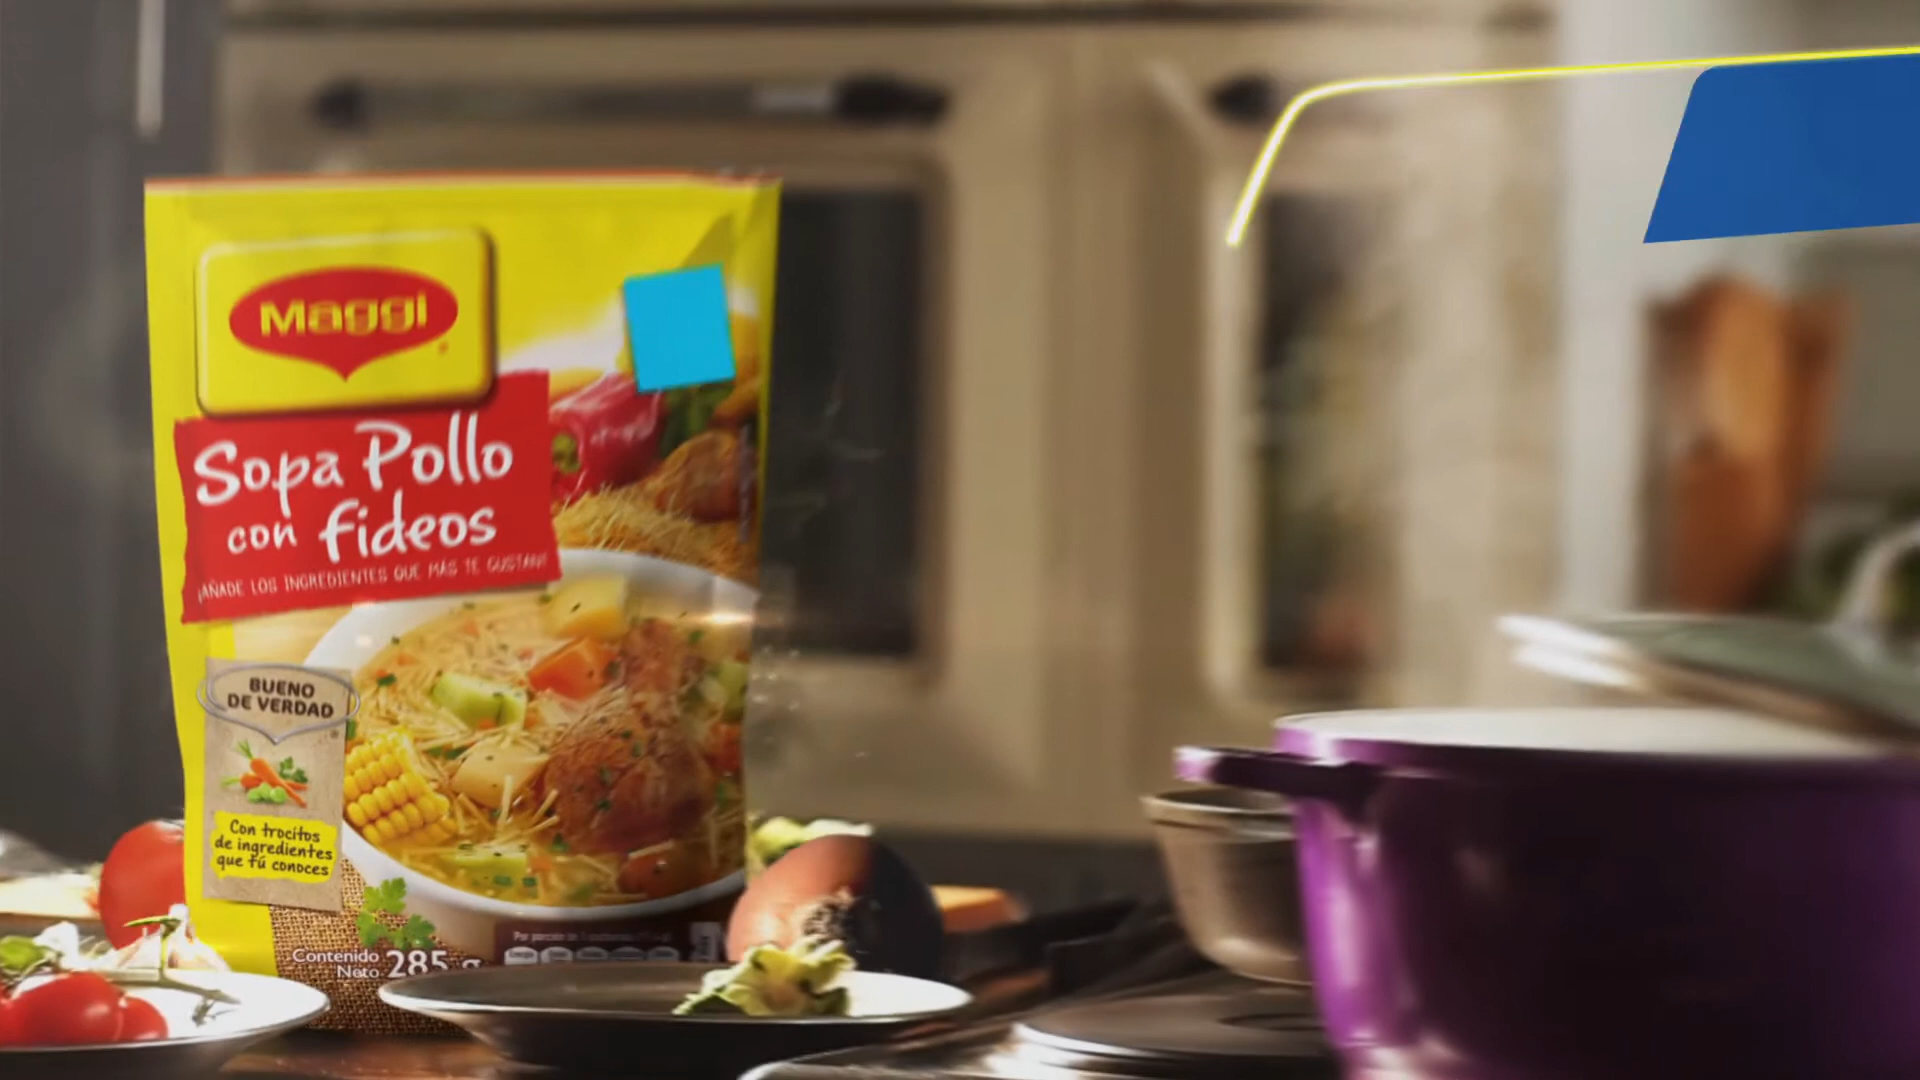 Maggi
Sopa Pollo
con fideos
¡AÑADE LOS INGREDIENTES QUE MÁS TE GUSTAN!
BUENO
DE VERDAD
Con trocitos
de ingredientes
que tú conoces
Contenido
Neto 285 g